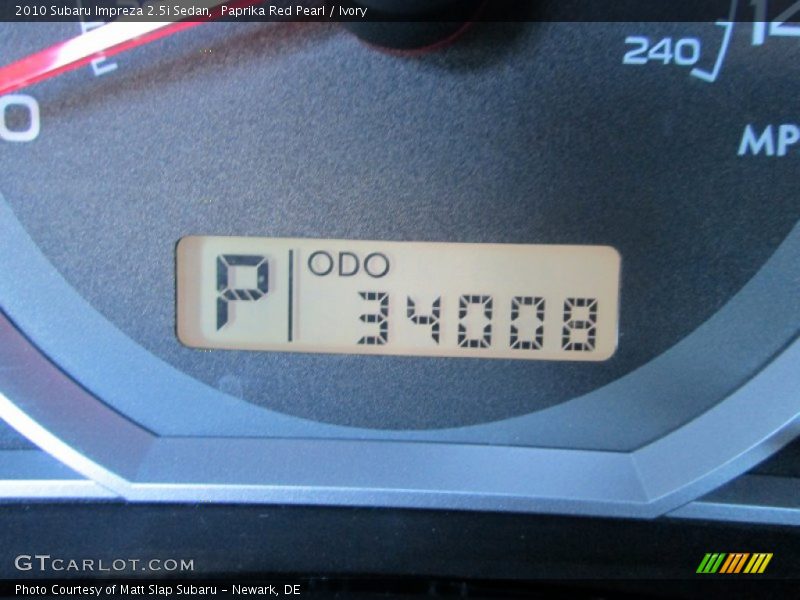 2010 Subaru Impreza 2.5i Sedan,  Paprika Red Pearl / Ivory
0
240
MP
P ODO
34008
GTCARLOT.COM
Photo Courtesy of Matt Slap Subaru - Newark, DE